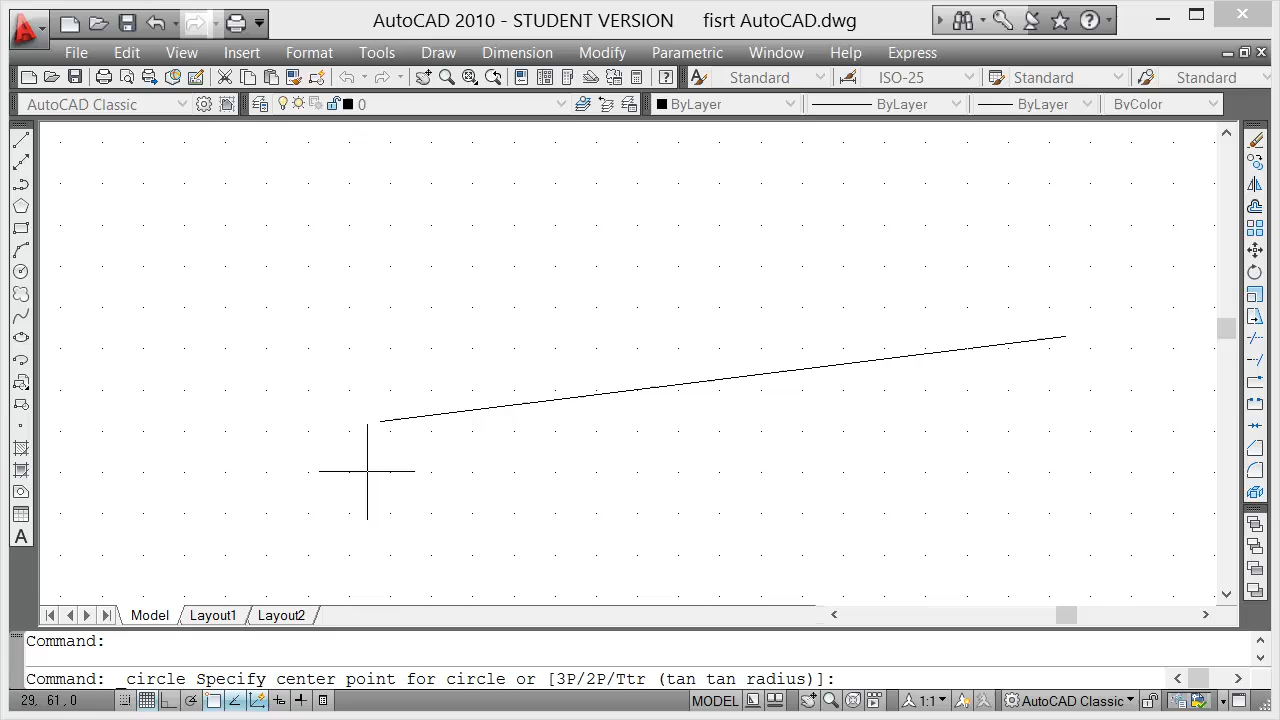 AutoCAD 2010 - STUDENT VERSION fisrt AutoCAD.dwg
File Edit View Insert Format Tools Draw Dimension Modify Parametric Window Help Express
Standard ISO-25 Standard Standard
AutoCAD Classic 0 ByLayer ByLayer ByLayer ByColor
A
Model Layout1 Layout2
Command:
Command: _circle Specify center point for circle or [3P/2P/Ttr (tan tan radius)]:
29, 61, 0 MODEL 1:1 AutoCAD Classic